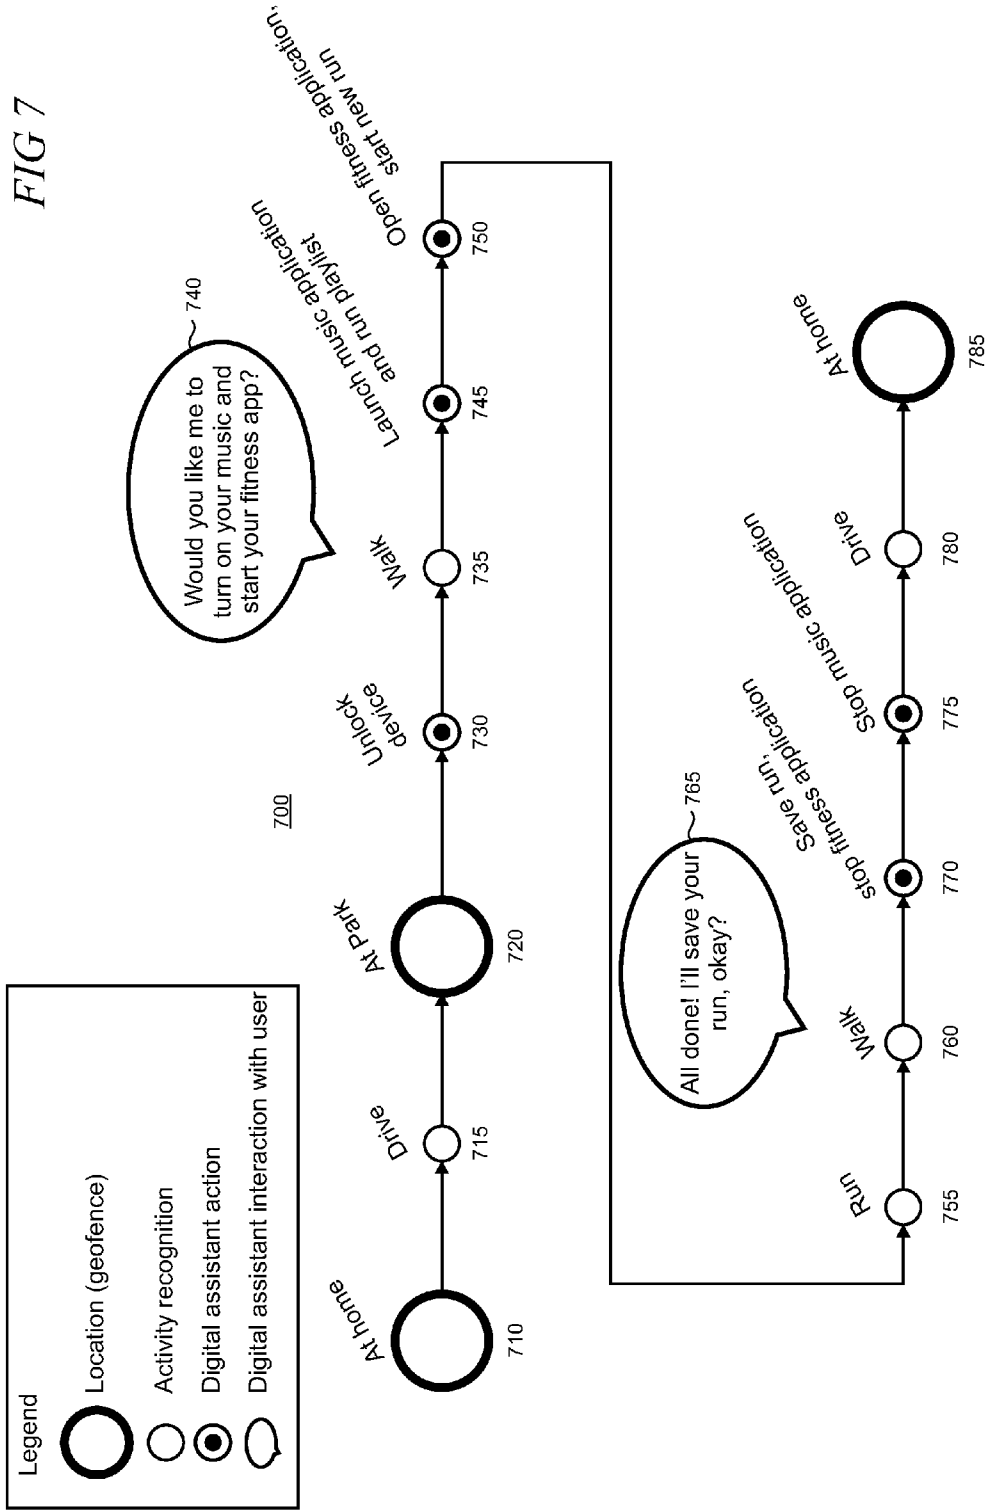 FIG 7
Legend
Location (geofence)
Activity recognition
Digital assistant action
Digital assistant interaction with user
700
At home
710
Drive
715
At Park
720
Unlock
device
730
Walk
735
Would you like me to
turn on your music and
start your fitness app?
740
Launch music application
and run playlist
745
Open fitness application,
start new run
750
Run
755
Walk
760
All done! I'll save your
run, okay?
765
Save run,
stop fitness application
770
Stop music application
775
Drive
780
At home
785